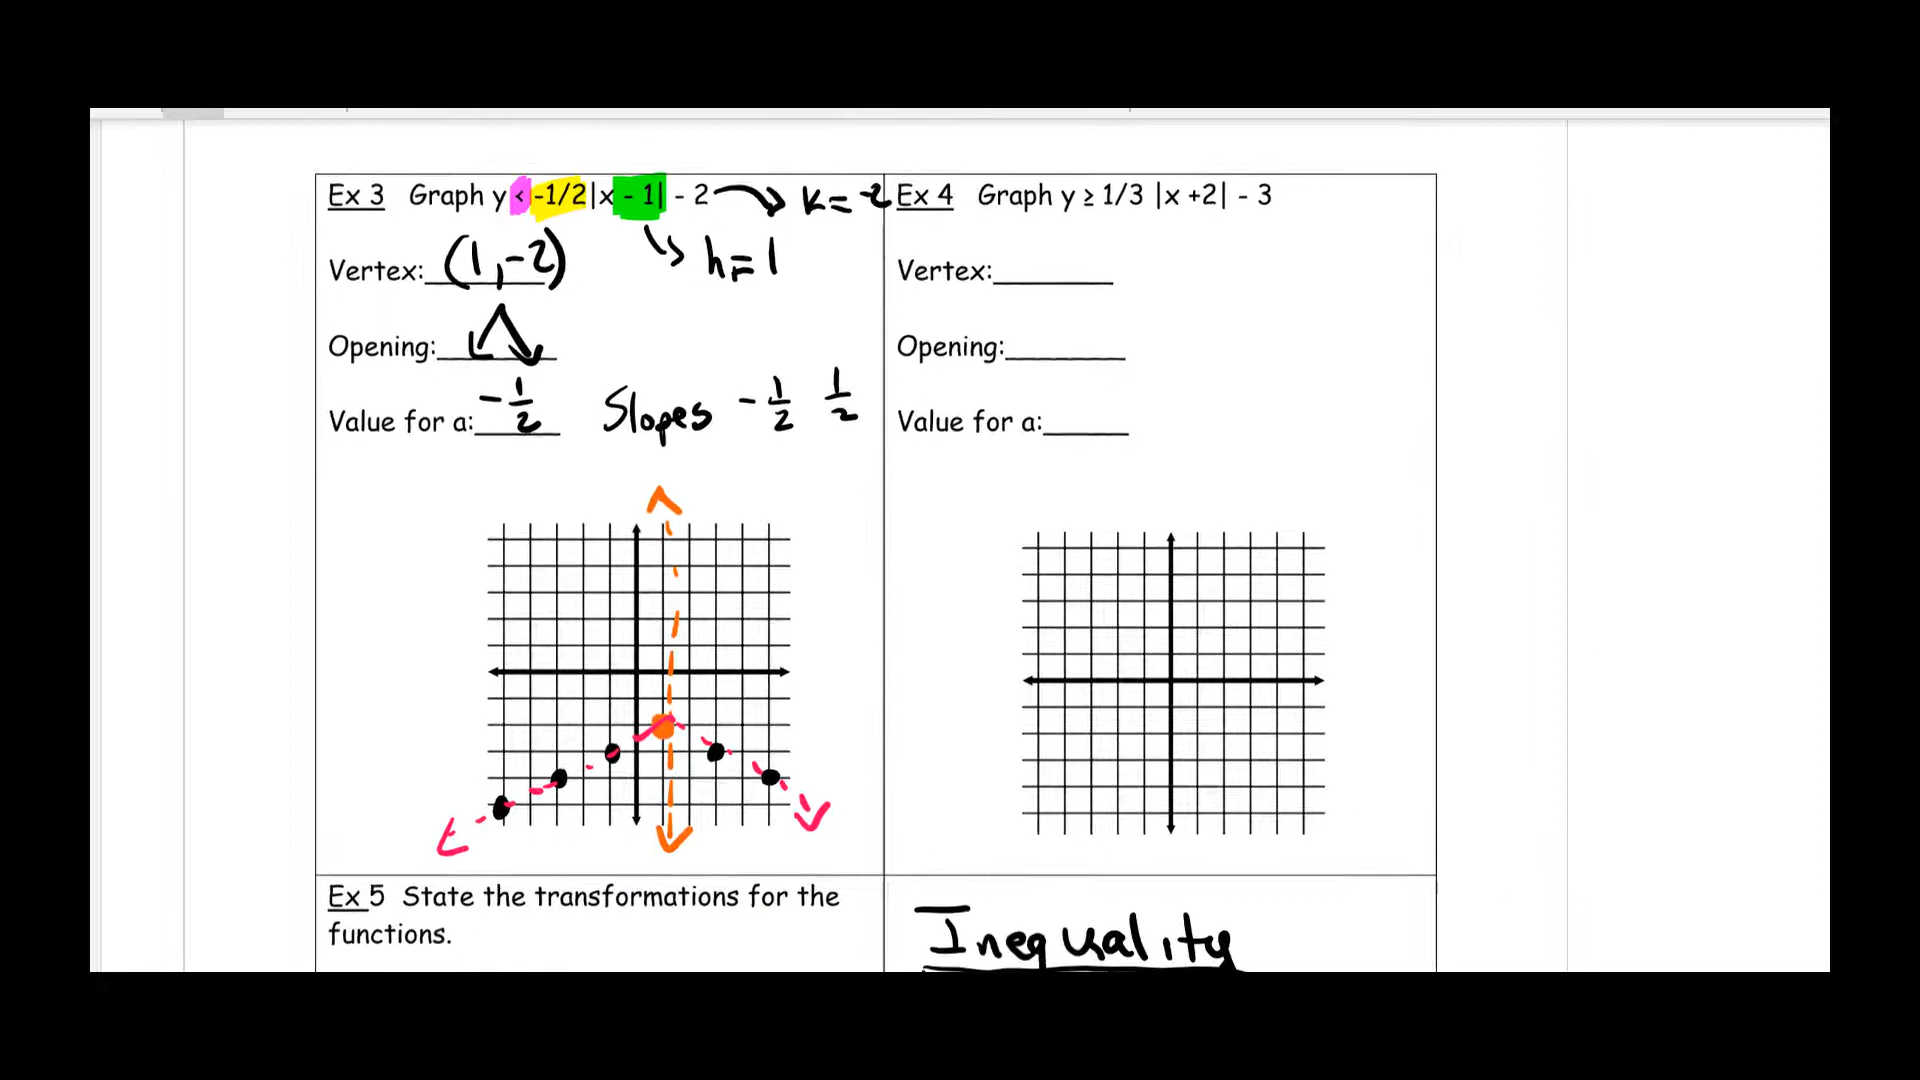 Ex 3 Graph y < -1/2|x - 1| - 2 k = -2
Vertex: (1, -2) h = 1
Opening:
Value for a: -1/2 Slopes -1/2 1/2
Ex 4 Graph y ≥ 1/3 |x +2| - 3
Vertex:
Opening:
Value for a:
Ex 5 State the transformations for the
functions.
Inequality